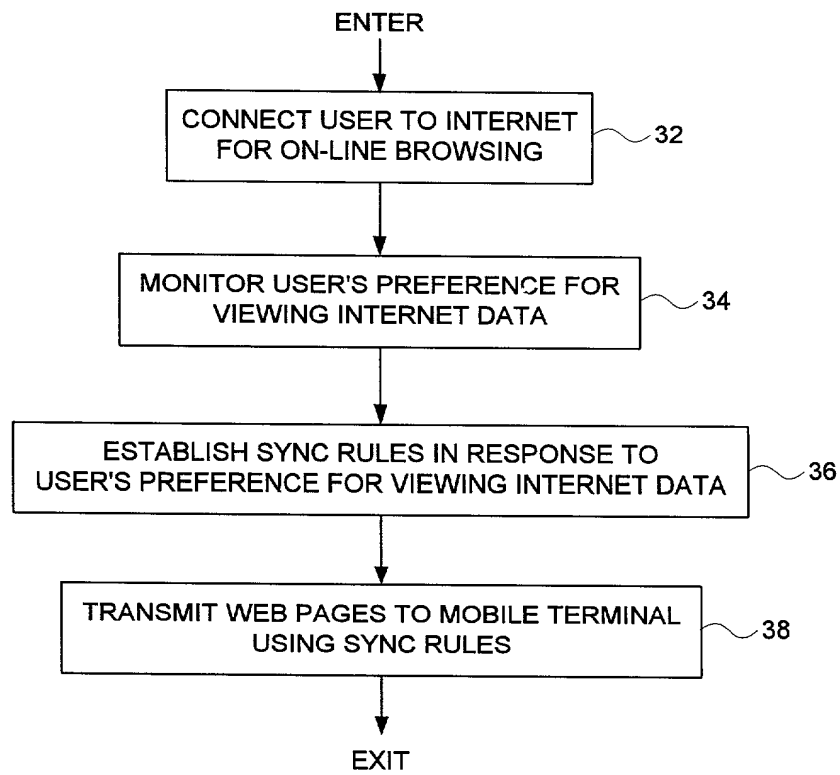 ENTER
CONNECT USER TO INTERNET
FOR ON-LINE BROWSING
32
MONITOR USER'S PREFERENCE FOR
VIEWING INTERNET DATA
34
ESTABLISH SYNC RULES IN RESPONSE TO
USER'S PREFERENCE FOR VIEWING INTERNET DATA
36
TRANSMIT WEB PAGES TO MOBILE TERMINAL
USING SYNC RULES
38
EXIT